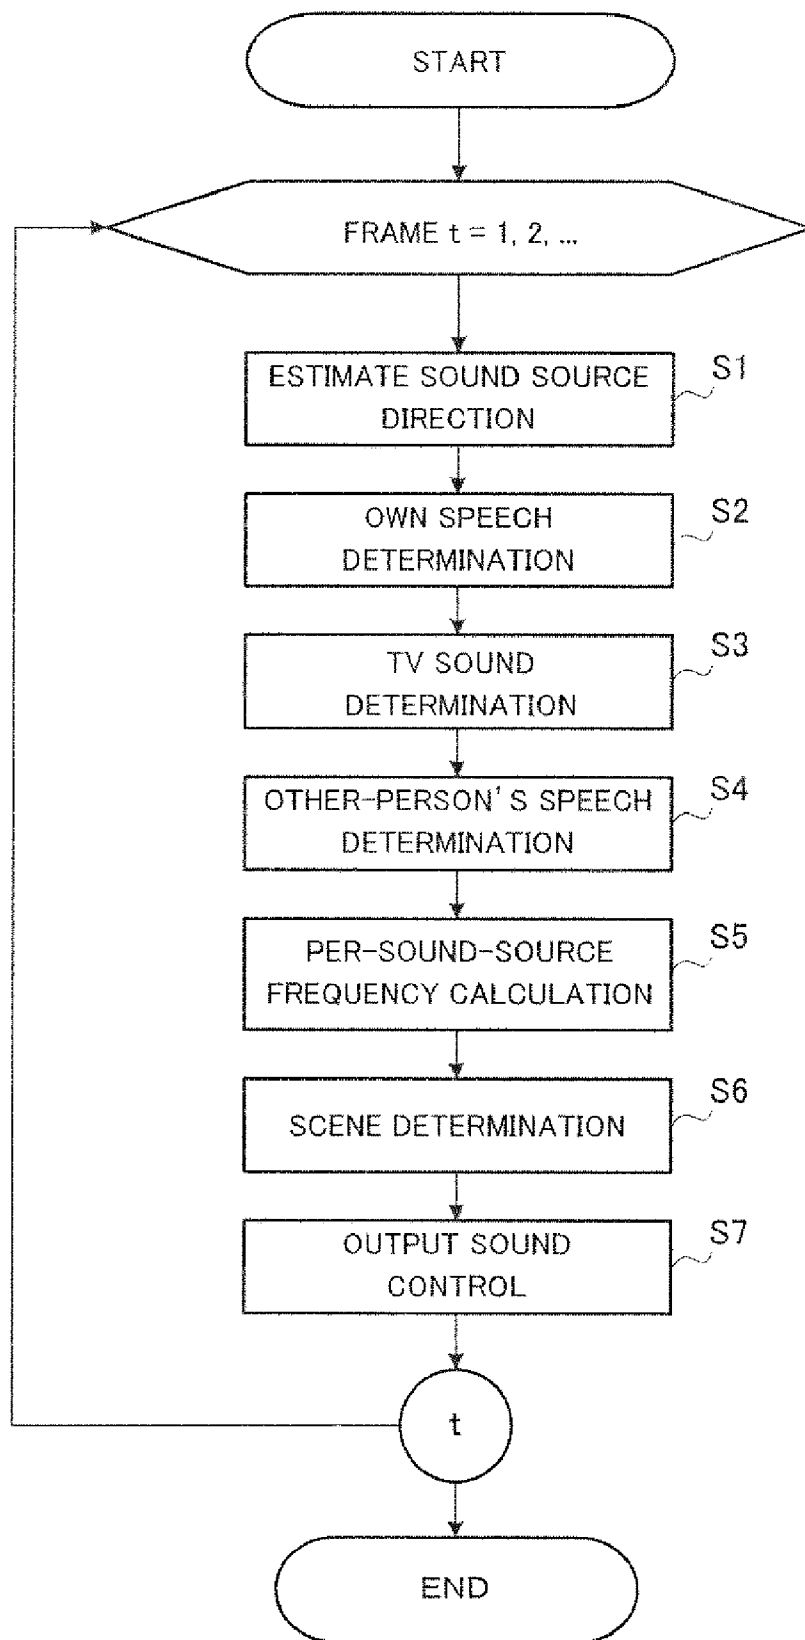 START
FRAME t = 1, 2, ...
ESTIMATE SOUND SOURCE
DIRECTION
S1
OWN SPEECH
DETERMINATION
S2
TV SOUND
DETERMINATION
S3
OTHER-PERSON'S SPEECH
DETERMINATION
S4
PER-SOUND-SOURCE
FREQUENCY CALCULATION
S5
SCENE DETERMINATION
S6
OUTPUT SOUND
CONTROL
S7
t
END